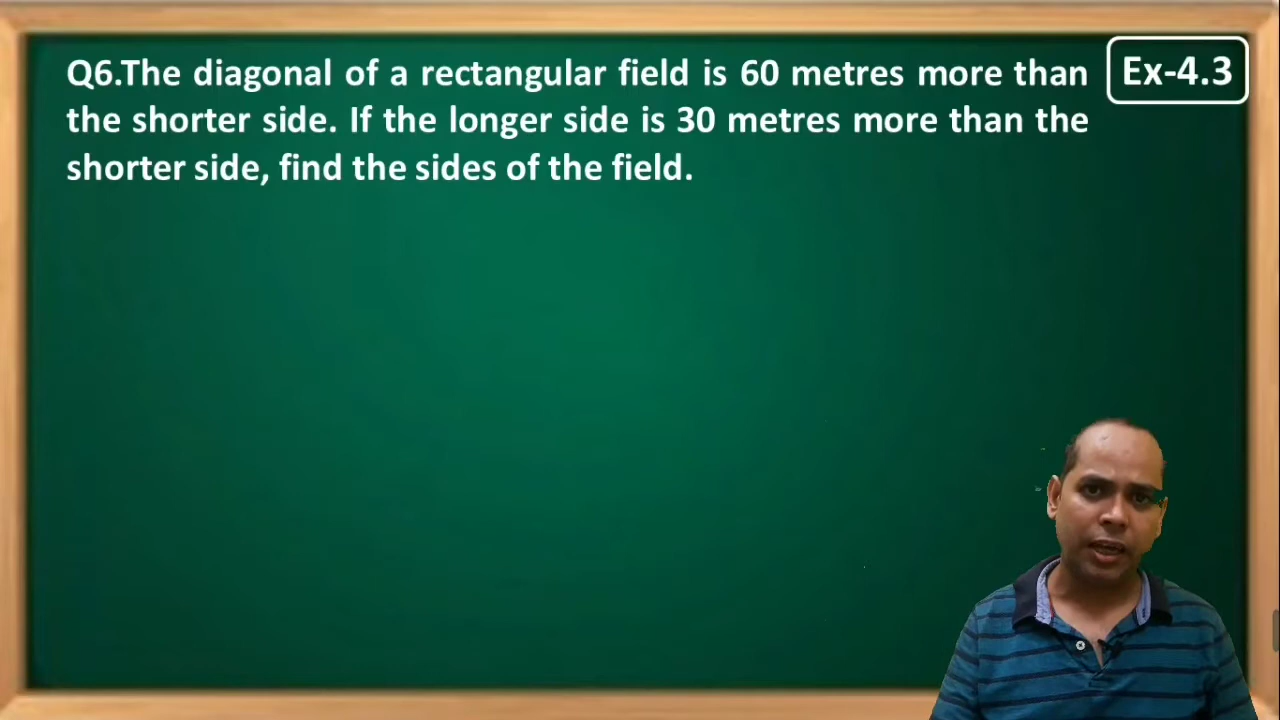 Q6.The diagonal of a rectangular field is 60 metres more than
the shorter side. If the longer side is 30 metres more than the
shorter side, find the sides of the field.
Ex-4.3